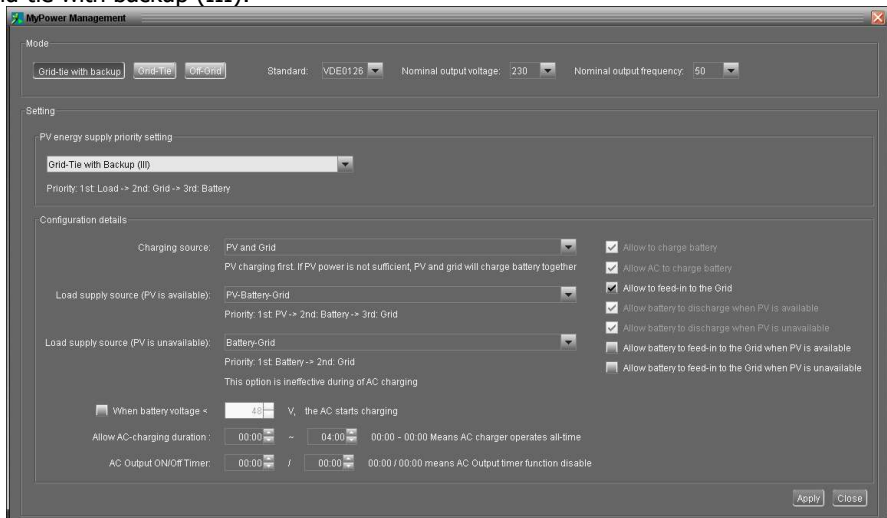 d tie with backup (III).
MyPower Management
Mode
Grid-tie with backup Grid-Tie Off-Grid Standard: VDE0126 Nominal output voltage: 230 Nominal output frequency: 50
Setting
PV energy supply priority setting
Grid-Tie with Backup (III)
Priority: 1st: Load -> 2nd: Grid -> 3rd: Battery
Configuration details
Charging source: PV and Grid
PV charging first. If PV power is not sufficient, PV and grid will charge battery together
Load supply source (PV is available): PV-Battery-Grid
Priority: 1st: PV -> 2nd: Battery -> 3rd: Grid
Load supply source (PV is unavailable): Battery-Grid
Priority: 1st: Battery -> 2nd: Grid
This option is ineffective during of AC charging
When battery voltage < 48 V, the AC starts charging
Allow AC-charging duration : 00:00 ~ 04:00 00:00 - 00:00 Means AC charger operates all-time
AC Output ON/Off Timer: 00:00 / 00:00 00:00 / 00:00 means AC Output timer function disable
Allow to charge battery
Allow AC to charge battery
Allow to feed-in to the Grid
Allow battery to discharge when PV is available
Allow battery to discharge when PV is unavailable
Allow battery to feed-in to the Grid when PV is available
Allow battery to feed-in to the Grid when PV is unavailable
Apply Close